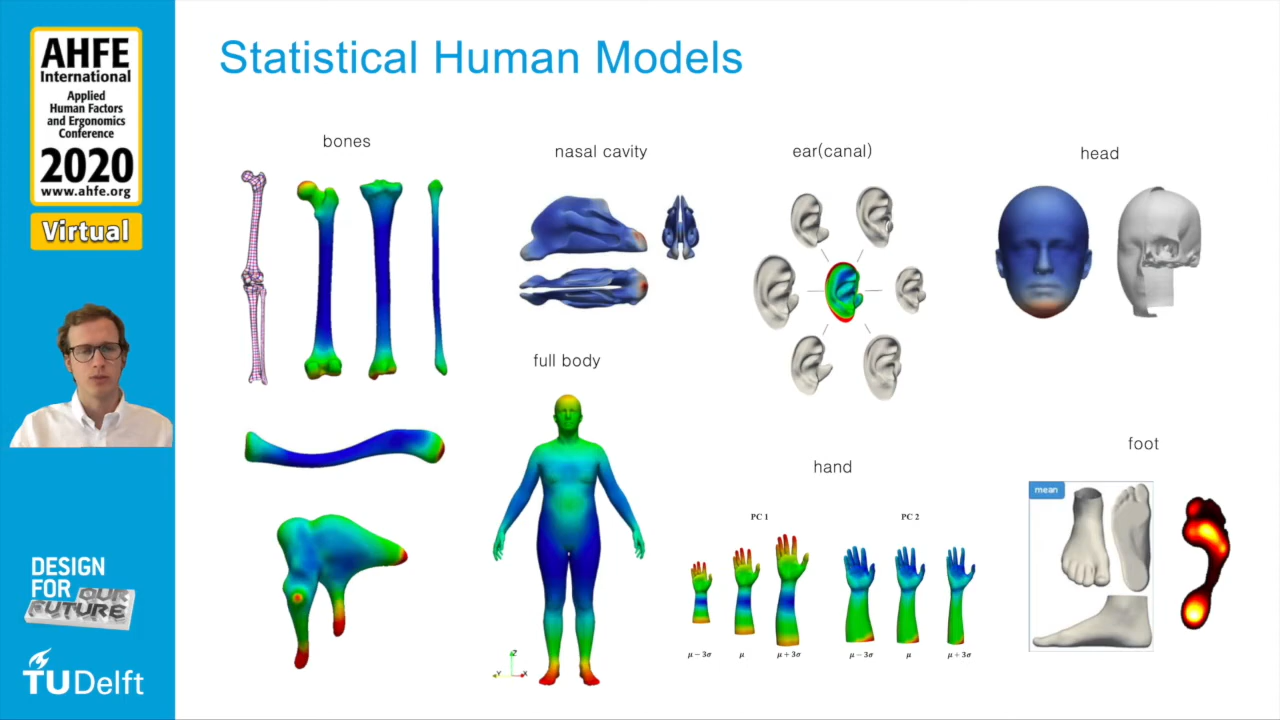 AHFE
International
Applied
Human Factors
and Ergonomics
Conference
2020
www.ahfe.org
Virtual
DESIGN
FOR
OUR
FUTURE
TUDelft
Statistical Human Models
bones
nasal cavity
ear(canal)
head
full body
hand
foot
PC 1
PC 2
μ − 3σ
μ
μ + 3σ
μ − 3σ
μ
μ + 3σ
mean
Z
Y
X